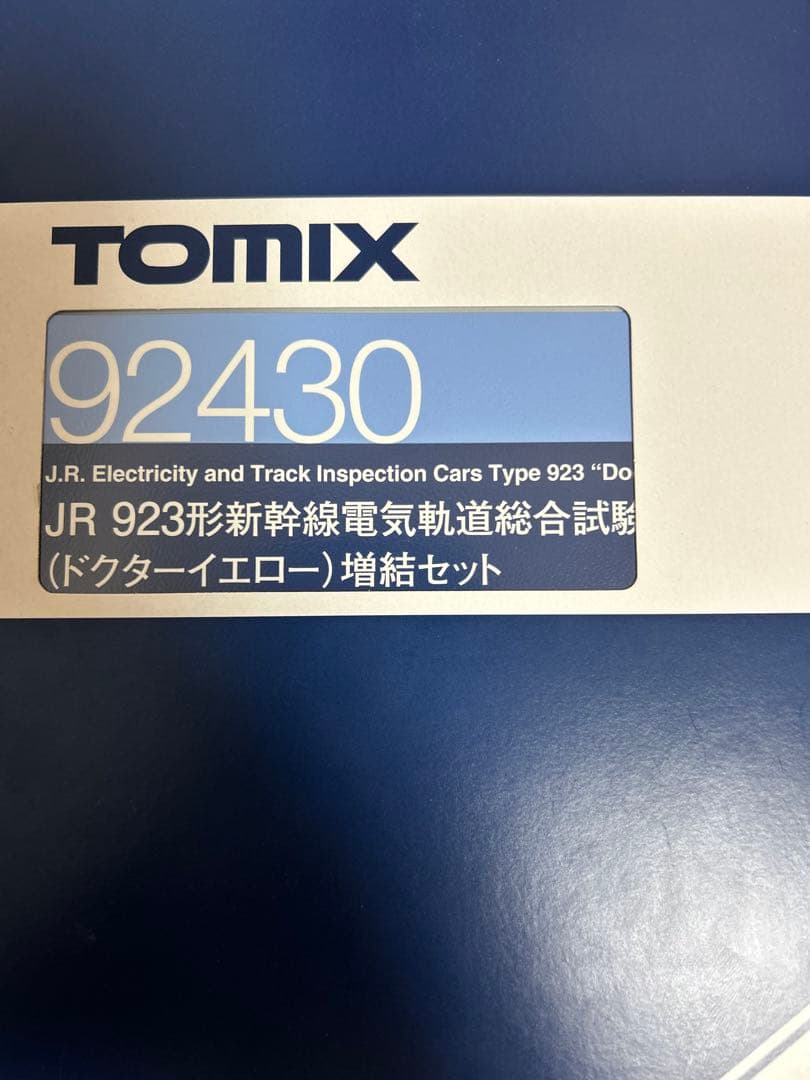 TOMIX
92430
J.R. Electricity and Track Inspection Cars Type 923 “Do
JR 923形新幹線電気軌道総合試験
(ドクターイエロー)増結セット